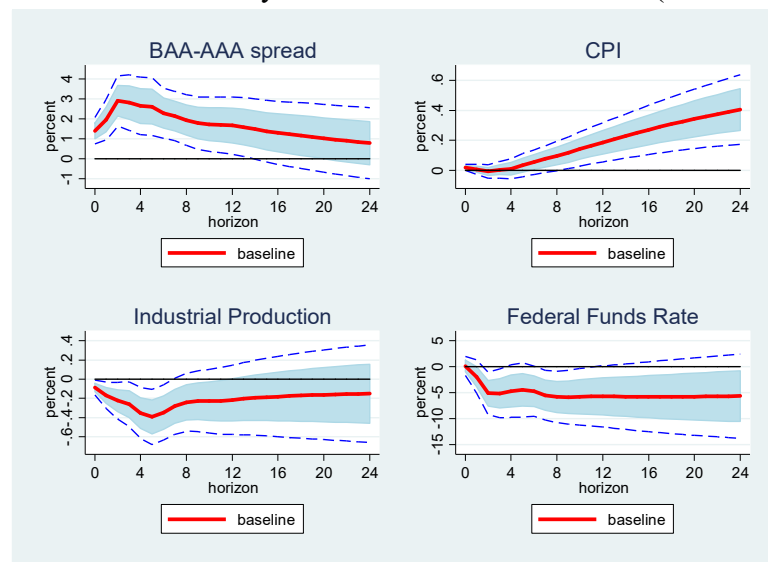 BAA-AAA spread
percent
4
3
2
1
0
-1
0 4 8 12 16 20 24
horizon
baseline
CPI
percent
.6
.4
.2
0
0 4 8 12 16 20 24
horizon
baseline
Industrial Production
percent
.4
.2
0
-.2
-.4
-.6
0 4 8 12 16 20 24
horizon
baseline
Federal Funds Rate
percent
5
0
-5
-10
-15
0 4 8 12 16 20 24
horizon
baseline